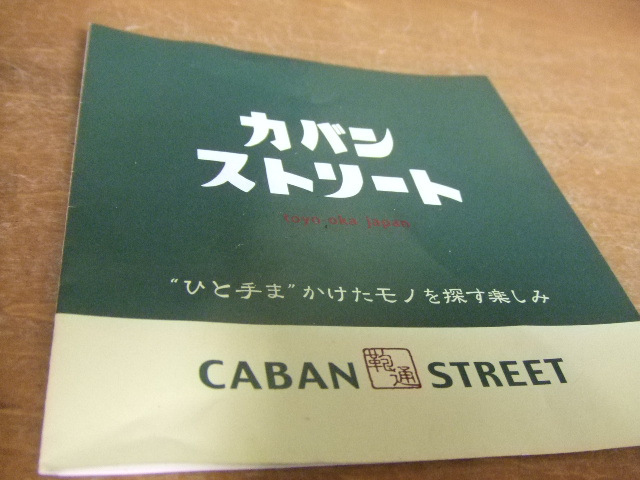 カバン
ストリート
toyo oka japan
"ひと手ま"かけたモノを探す楽しみ
CABAN 鞄通 STREET